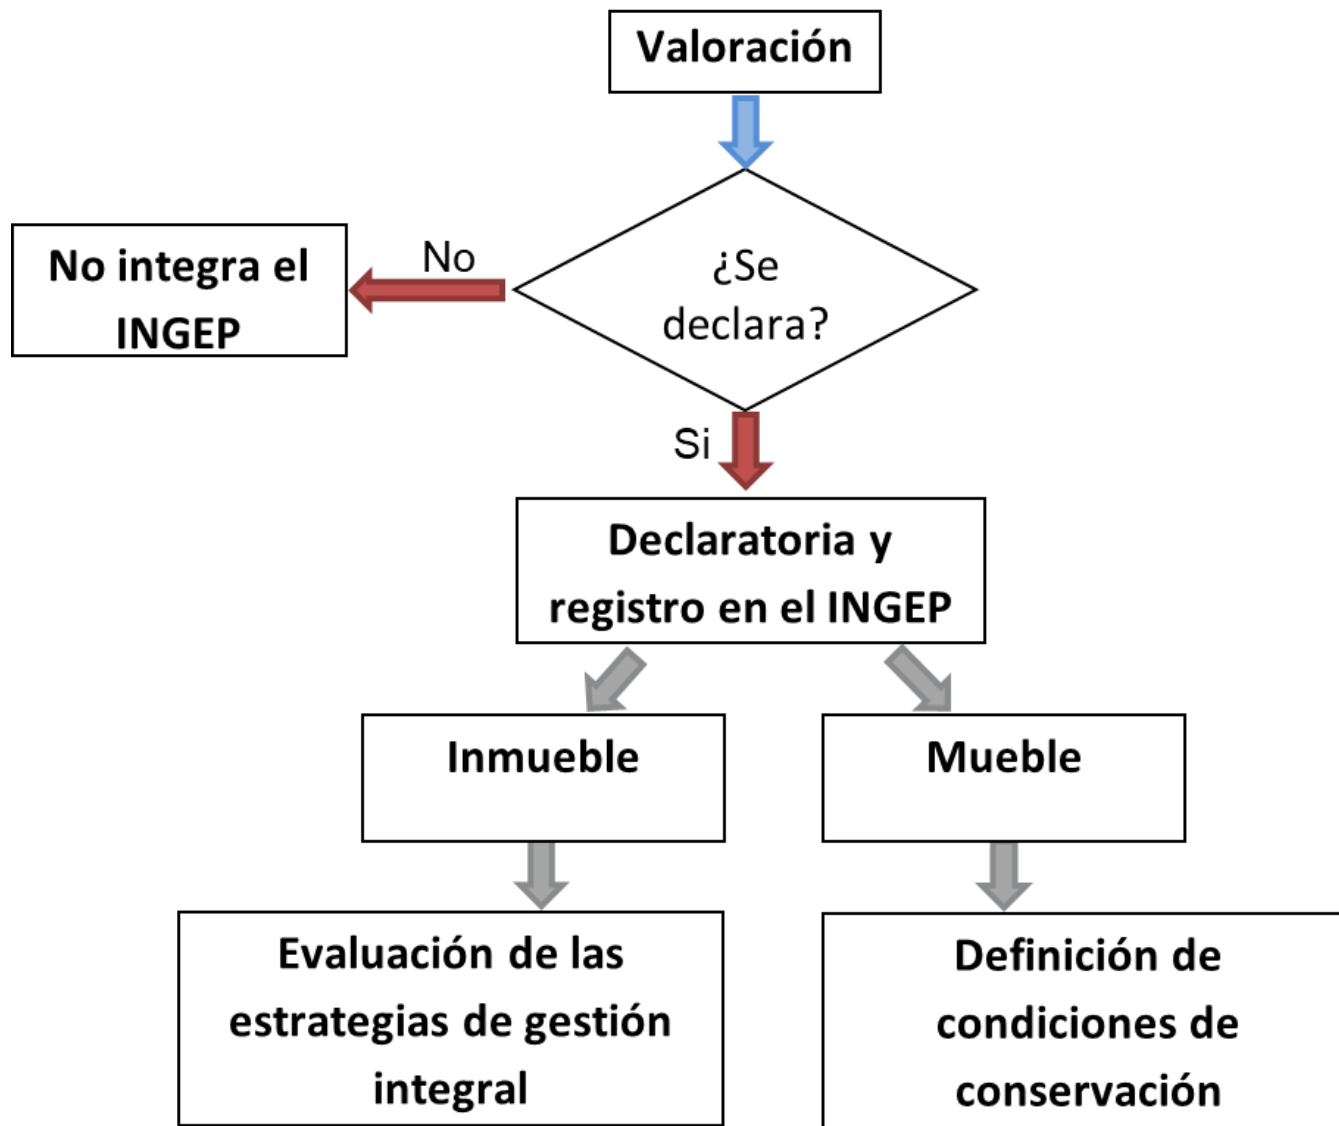 Valoración
No integra el
INGEP
No
¿Se
declara?
Si
Declaratoria y
registro en el INGEP
Inmueble
Mueble
Evaluación de las
estrategias de gestión
integral
Definición de
condiciones de
conservación